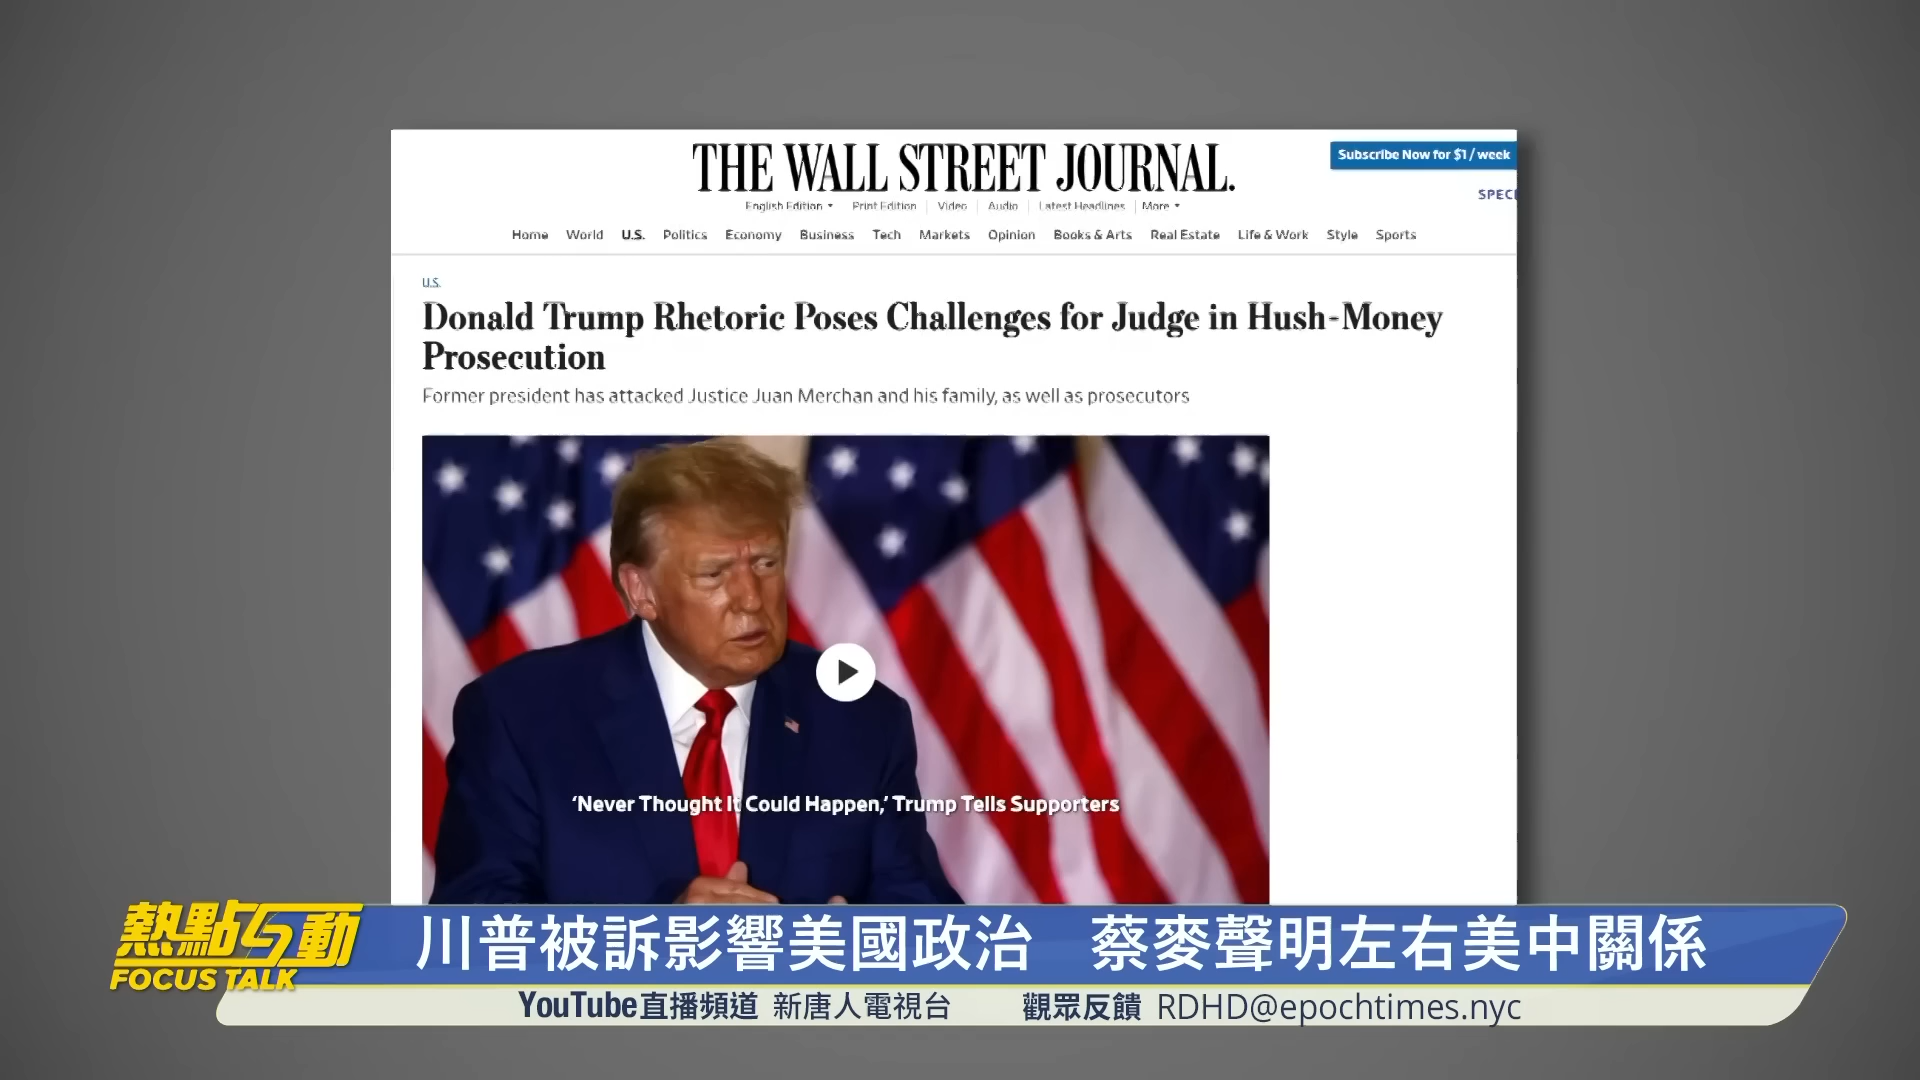 THE WALL STREET JOURNAL.
Subscribe Now for $1 / week
English Edition Print Edition Video Audio Latest Headlines More
SPECI
Home World U.S. Politics Economy Business Tech Markets Opinion Books & Arts Real Estate Life & Work Style Sports
U.S.
Donald Trump Rhetoric Poses Challenges for Judge in Hush-Money
Prosecution
Former president has attacked Justice Juan Merchan and his family, as well as prosecutors
‘Never Thought It Could Happen,’ Trump Tells Supporters
熱點互動
FOCUS TALK
川普被訴影響美國政治 蔡麥聲明左右美中關係
YouTube直播頻道 新唐人電視台 觀眾反饋 RDHD@epochtimes.nyc